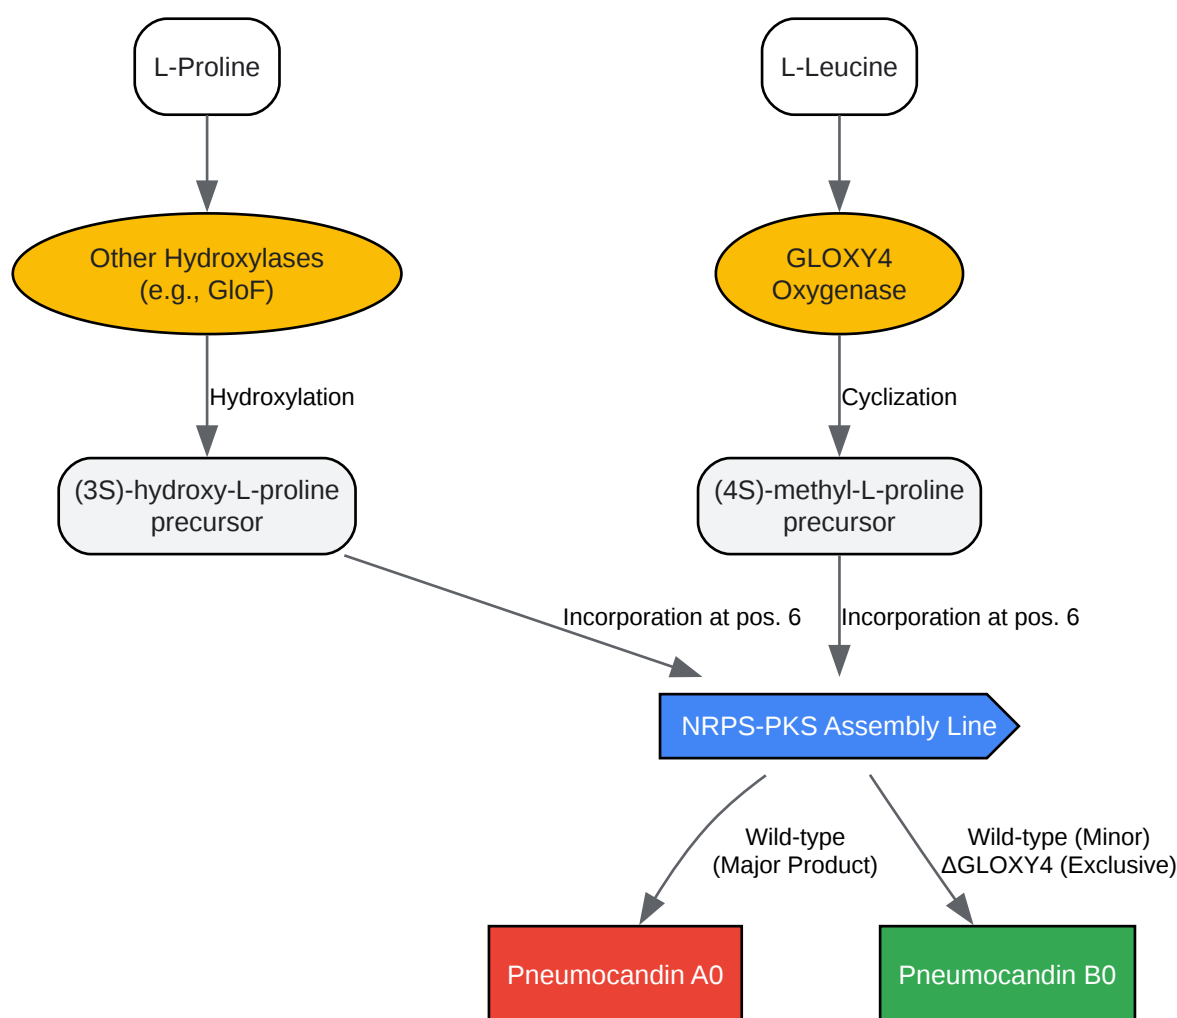 L-Proline
L-Leucine
Other Hydroxylases
(e.g., GloF)
GLOXY4
Oxygenase
Hydroxylation
Cyclization
(3S)-hydroxy-L-proline
precursor
(4S)-methyl-L-proline
precursor
Incorporation at pos. 6
Incorporation at pos. 6
NRPS-PKS Assembly Line
Wild-type
(Major Product)
Wild-type (Minor)
ΔGLOXY4 (Exclusive)
Pneumocandin A0
Pneumocandin B0